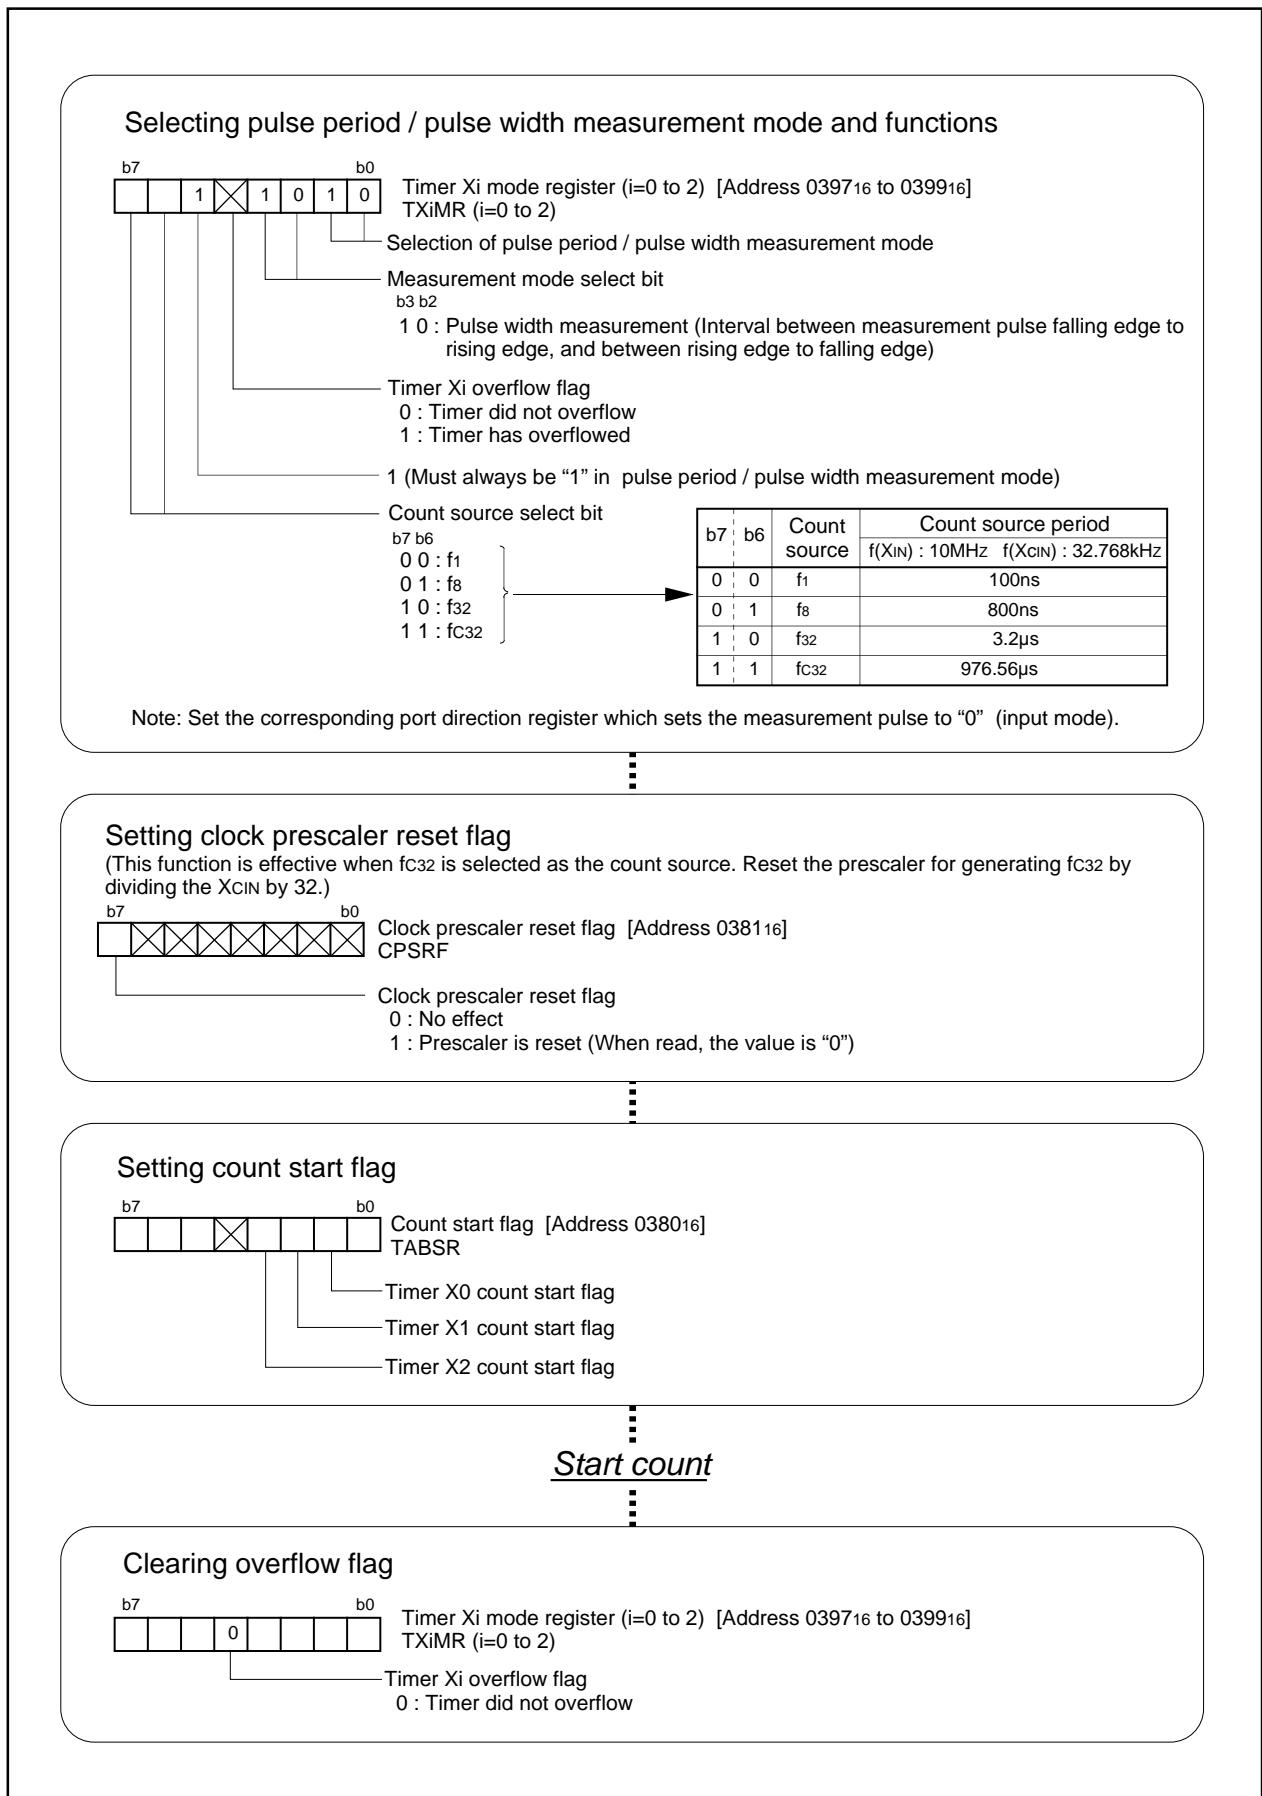 Selecting pulse period / pulse width measurement mode and functions
b7 b0
1 1 0 1 0
Timer Xi mode register (i=0 to 2) [Address 039716 to 039916]
TXiMR (i=0 to 2)
Selection of pulse period / pulse width measurement mode
Measurement mode select bit
b3 b2
1 0 : Pulse width measurement (Interval between measurement pulse falling edge to
rising edge, and between rising edge to falling edge)
Timer Xi overflow flag
0 : Timer did not overflow
1 : Timer has overflowed
1 (Must always be “1” in pulse period / pulse width measurement mode)
Count source select bit
b7 b6
0 0 : f1
0 1 : f8
1 0 : f32
1 1 : fC32
b7 b6 Count source Count source period
f(XIN) : 10MHZ f(XCIN) : 32.768kHZ
0 0 f1 100ns
0 1 f8 800ns
1 0 f32 3.2µs
1 1 fC32 976.56µs
Note: Set the corresponding port direction register which sets the measurement pulse to “0” (input mode).
Setting clock prescaler reset flag
(This function is effective when fC32 is selected as the count source. Reset the prescaler for generating fC32 by
dividing the XCIN by 32.)
b7 b0
Clock prescaler reset flag [Address 038116]
CPSRF
Clock prescaler reset flag
0 : No effect
1 : Prescaler is reset (When read, the value is “0”)
Setting count start flag
b7 b0
Count start flag [Address 038016]
TABSR
Timer X0 count start flag
Timer X1 count start flag
Timer X2 count start flag
Start count
Clearing overflow flag
b7 b0
0
Timer Xi mode register (i=0 to 2) [Address 039716 to 039916]
TXiMR (i=0 to 2)
Timer Xi overflow flag
0 : Timer did not overflow